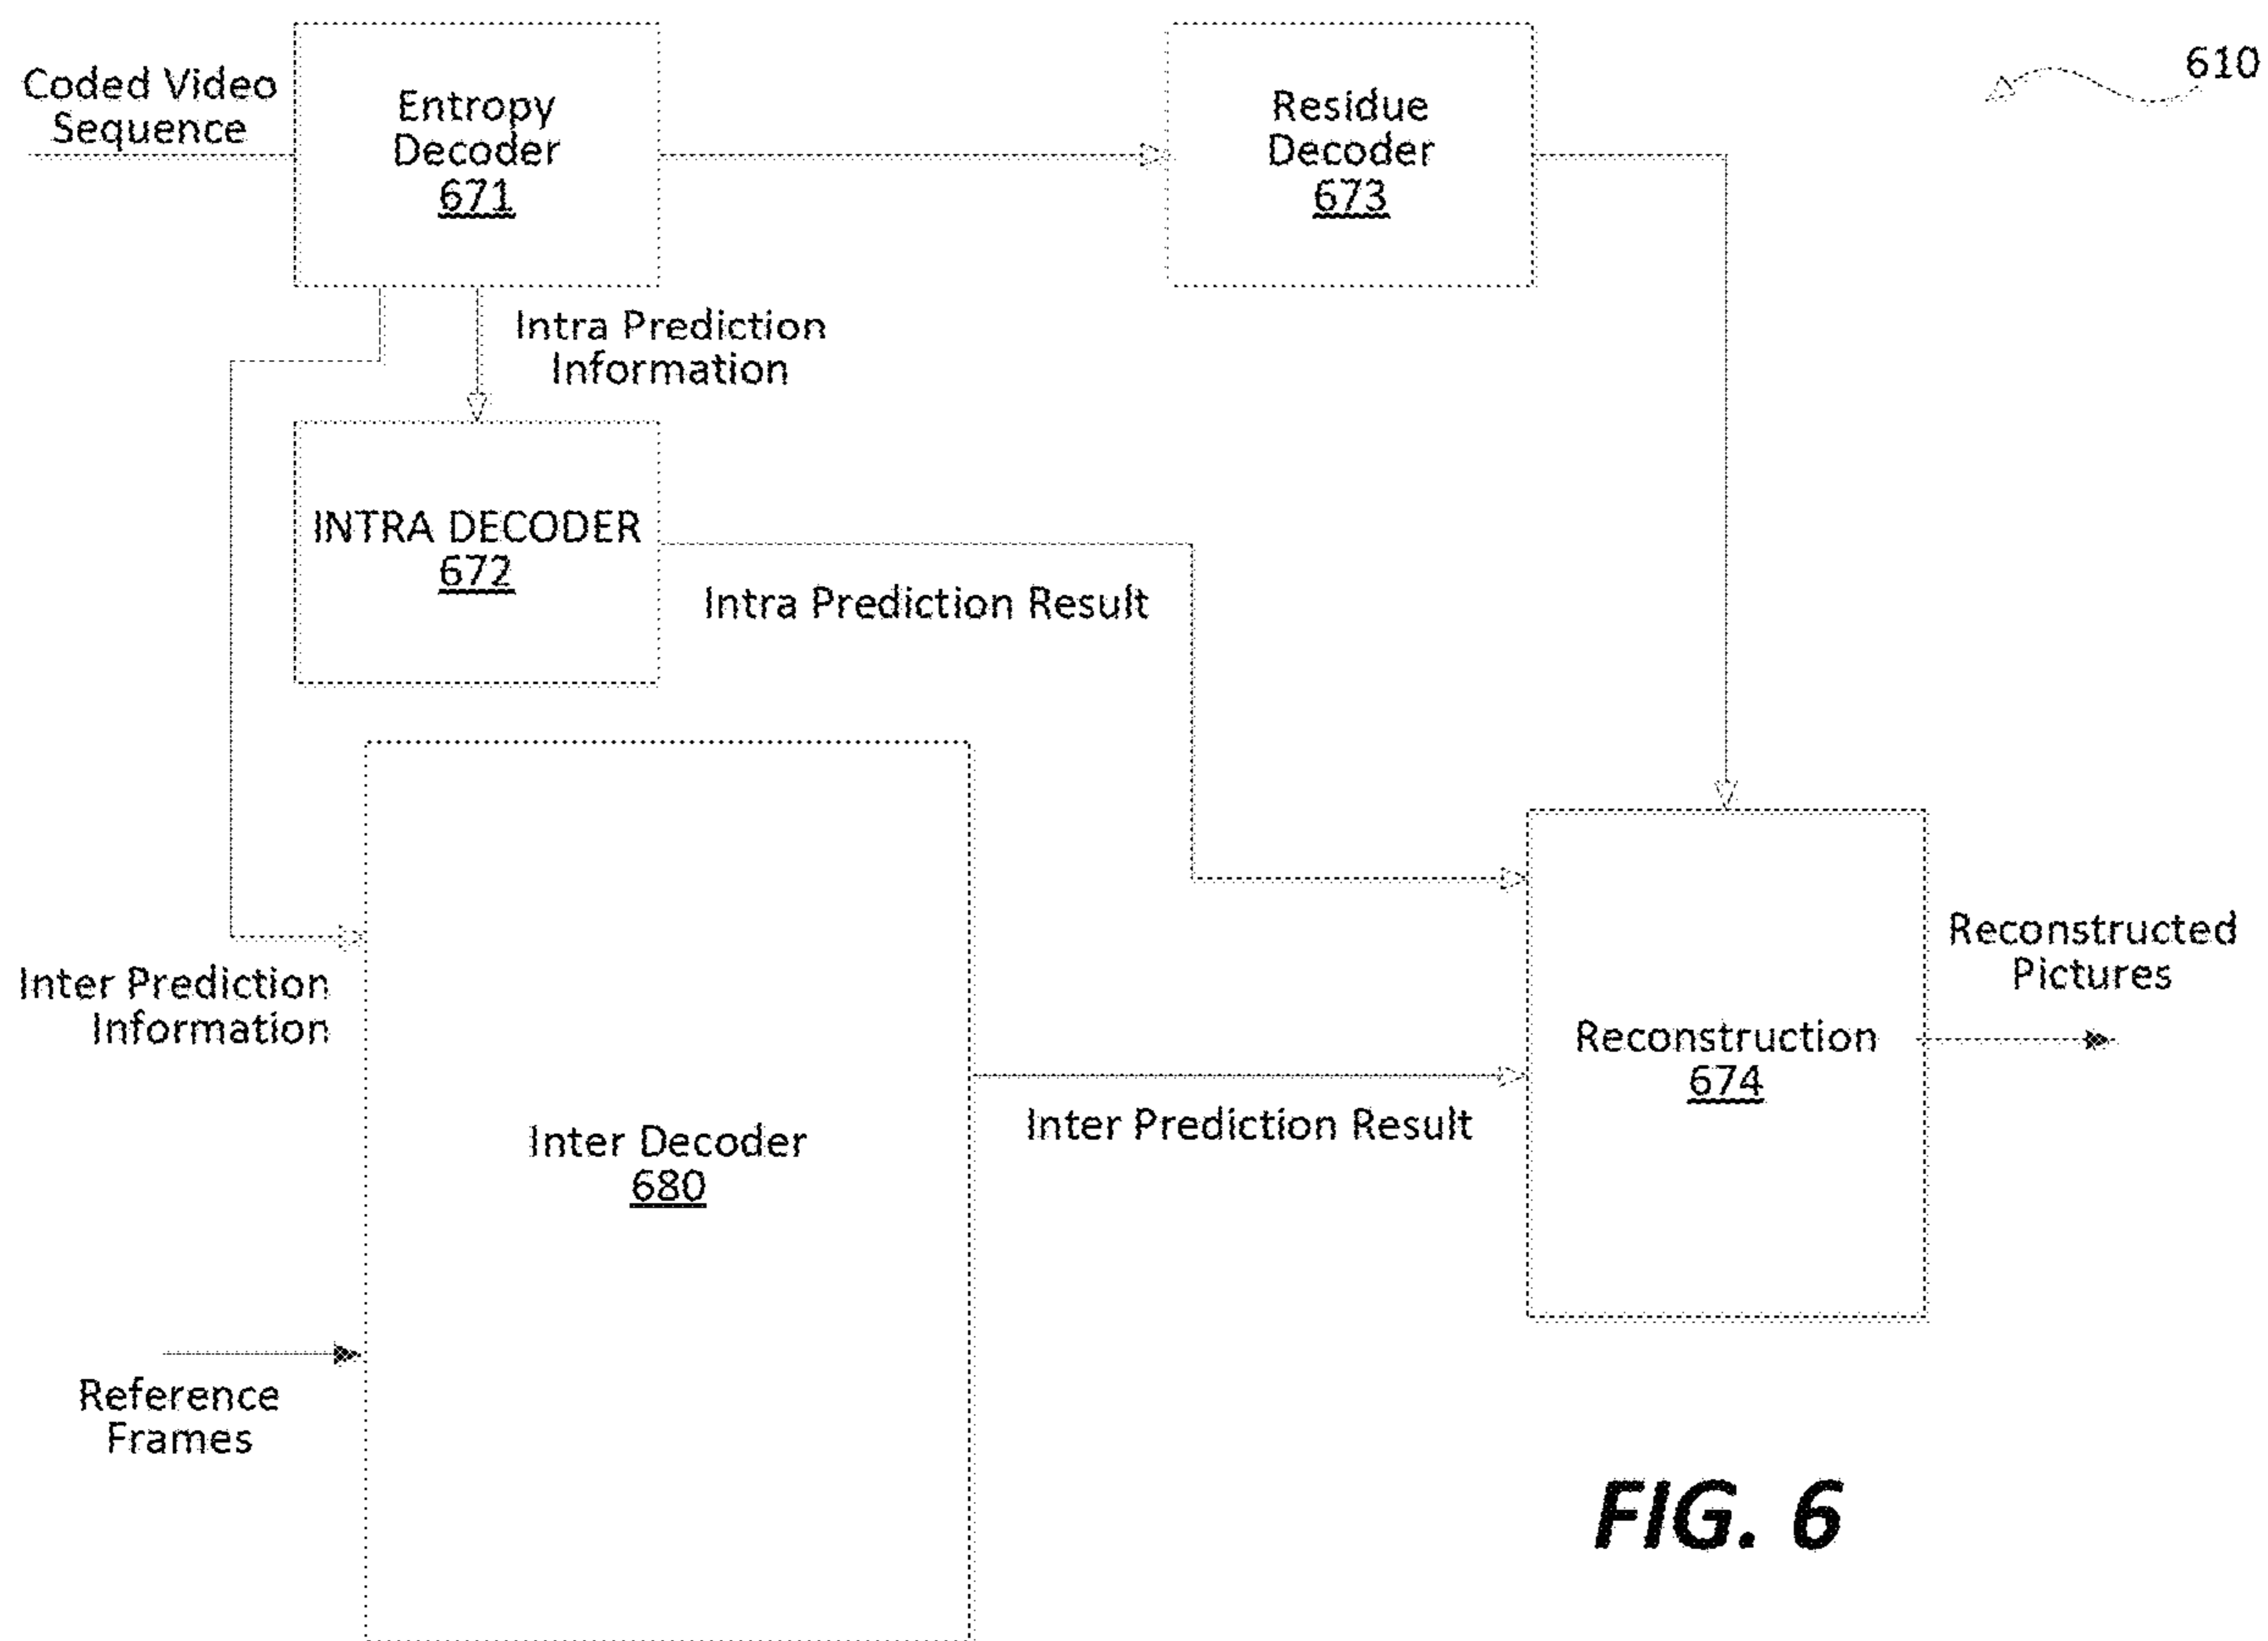 610
Coded Video
Sequence
Entropy
Decoder
671
Residue
Decoder
673
Intra Prediction
Information
INTRA DECODER
672
Intra Prediction Result
Inter Prediction
Information
Reconstructed
Pictures
Reconstruction
674
Inter Decoder
680
Inter Prediction Result
Reference
Frames
FIG. 6